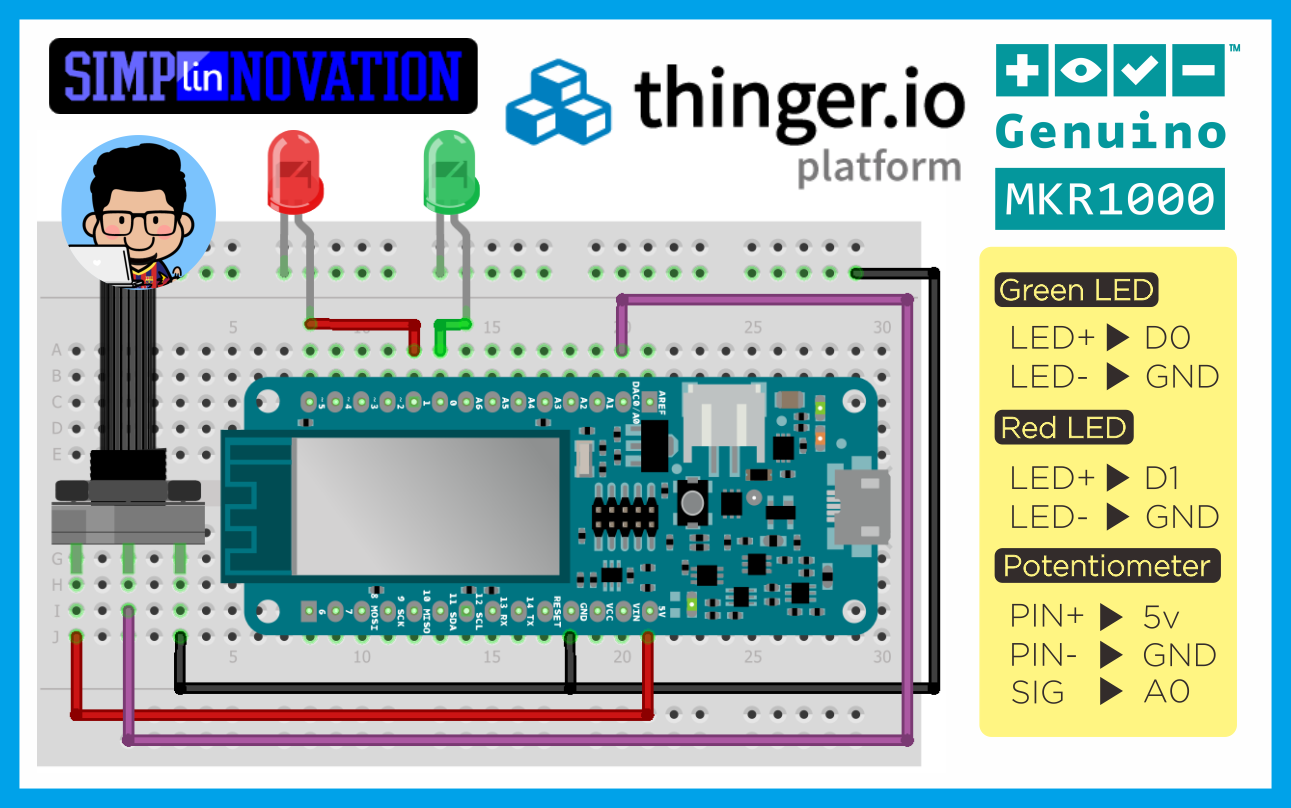 SIMPlinNOVATION
thinger.io
platform
TM
Genuino
MKR1000
Green LED
LED+ ▶ D0
LED- ▶ GND
Red LED
LED+ ▶ D1
LED- ▶ GND
Potentiometer
PIN+ ▶ 5v
PIN- ▶ GND
SIG ▶ A0
5 10 15 25 30
A
B
C
D
E
G
H
I
J
~5 ~4 ~3 ~2 1 0 A6 A5 A4 A3 A2 A1 DAC0/A0 AREF
6 7 8 MOSI 9 SCK 10 MISO 11 SDA 12 SCL 13 RX 14 TX RESET GND VCC VIN 5V
5 10 15 20 25 30